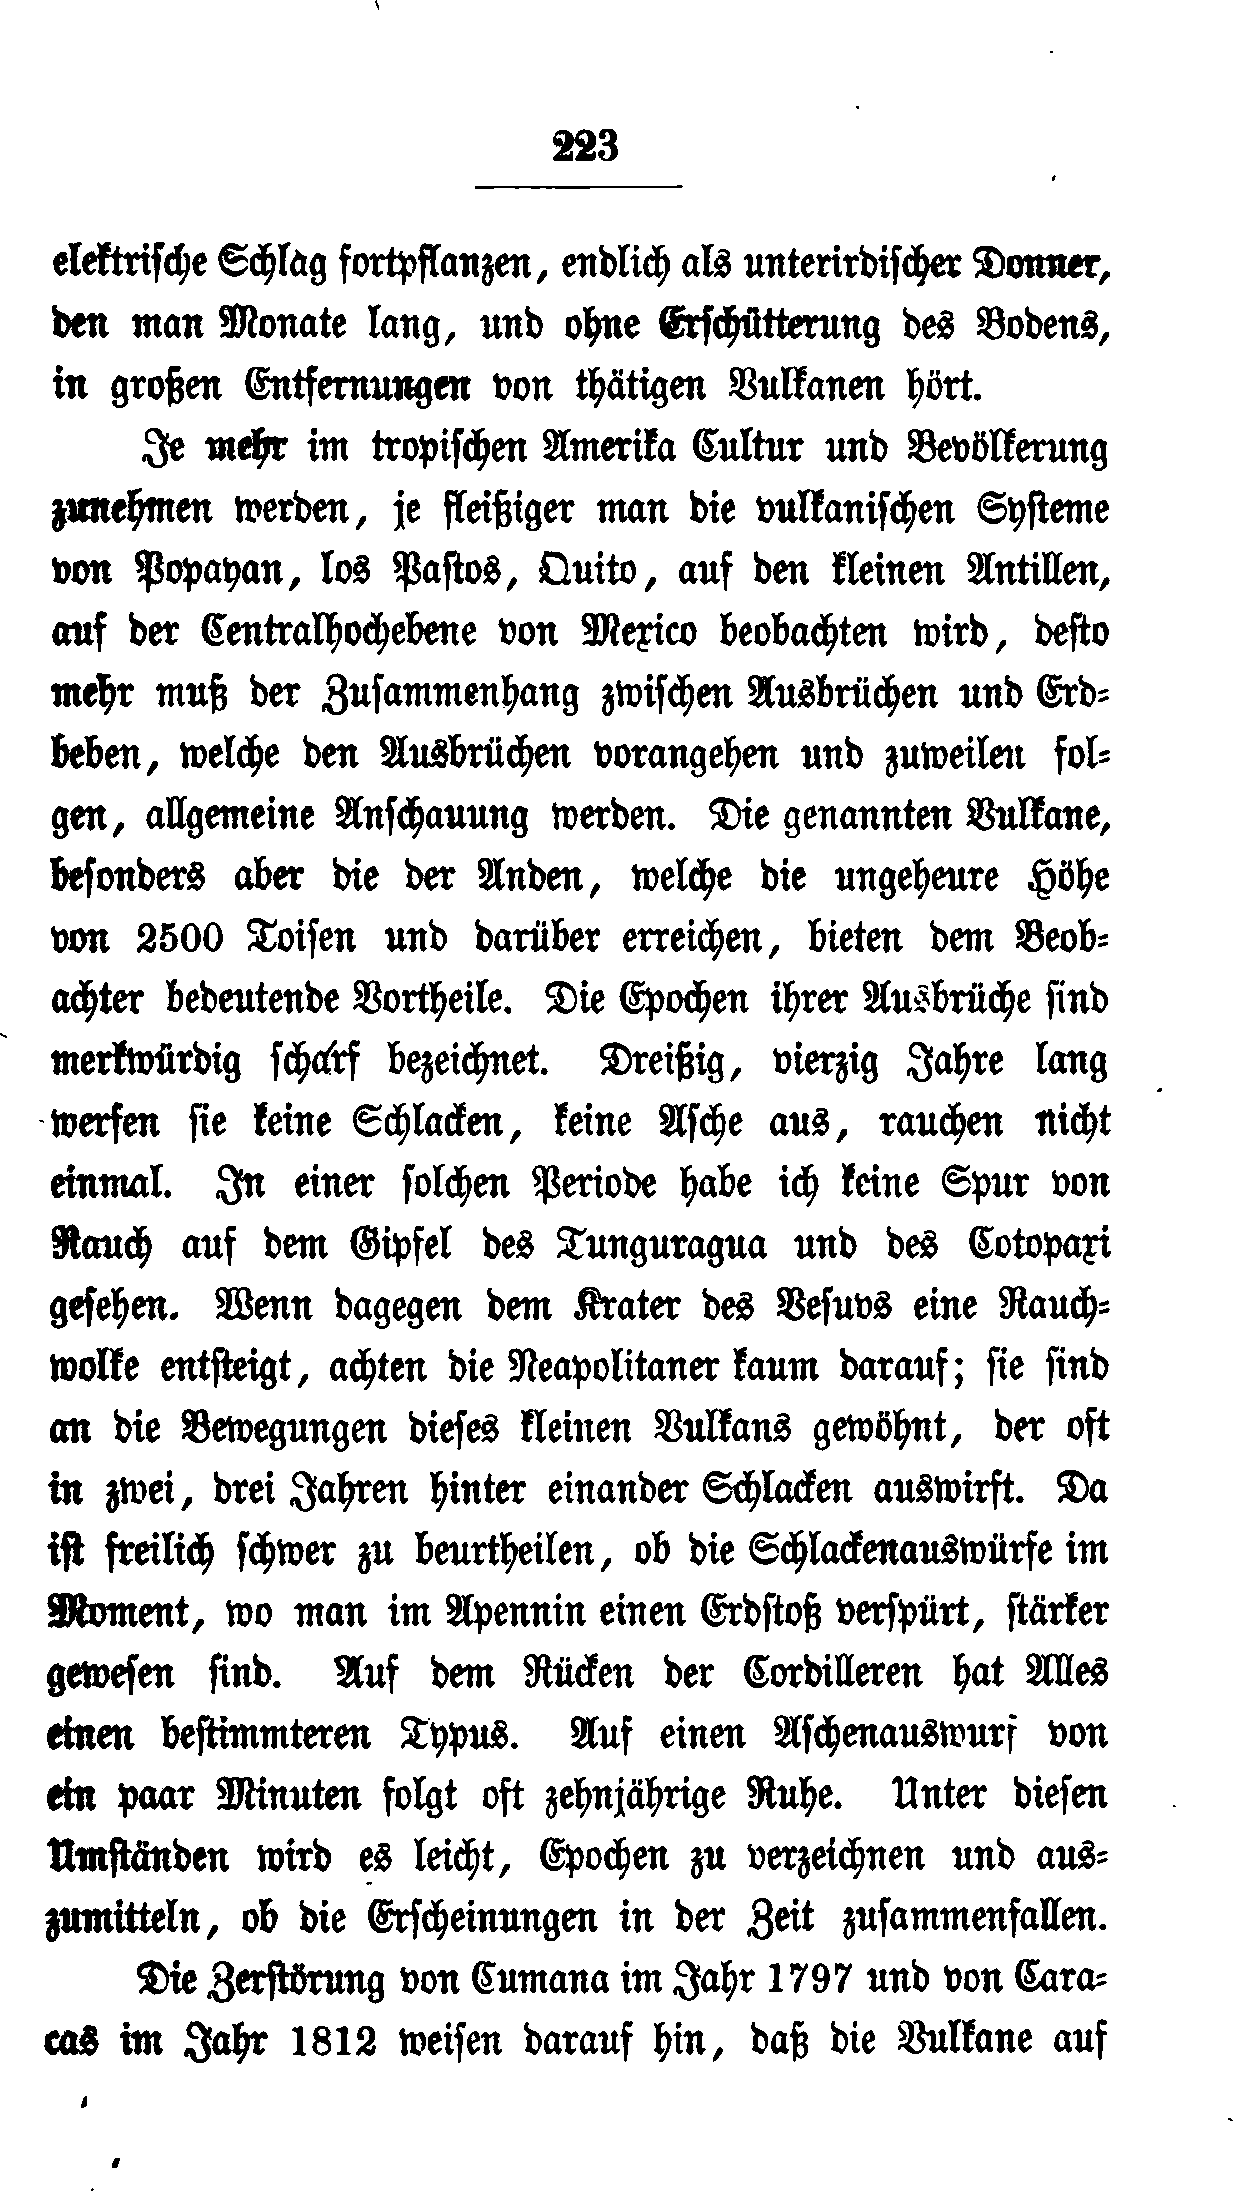 223
elektrische Schlag fortpflanzen, endlich als unterirdischer Donner,
den man Monate lang, und ohne Erschütterung des Bodens,
in großen Entfernungen von thätigen Vulkanen hört.
Je mehr im tropischen Amerika Cultur und Bevölkerung
zunehmen werden, je fleißiger man die vulkanischen Systeme
von Popayan, los Pastos, Quito, auf den kleinen Antillen,
auf der Centralhochebene von Mexico beobachten wird, desto
mehr muß der Zusammenhang zwischen Ausbrüchen und Erd-
beben, welche den Ausbrüchen vorangehen und zuweilen fol-
gen, allgemeine Anschauung werden. Die genannten Vulkane,
besonders aber die der Anden, welche die ungeheure Höhe
von 2500 Toisen und darüber erreichen, bieten dem Beob-
achter bedeutende Vortheile. Die Epochen ihrer Ausbrüche sind
merkwürdig scharf bezeichnet. Dreißig, vierzig Jahre lang
werfen sie keine Schlacken, keine Asche aus, rauchen nicht
einmal. In einer solchen Periode habe ich keine Spur von
Rauch auf dem Gipfel des Tunguragua und des Cotopaxi
gesehen. Wenn dagegen dem Krater des Vesuvs eine Rauch-
wolke entsteigt, achten die Neapolitaner kaum darauf; sie sind
an die Bewegungen dieses kleinen Vulkans gewöhnt, der oft
in zwei, drei Jahren hinter einander Schlacken auswirft. Da
ist freilich schwer zu beurtheilen, ob die Schlackenauswürfe im
Moment, wo man im Apennin einen Erdstoß verspürt, stärker
gewesen sind. Auf dem Rücken der Cordilleren hat Alles
einen bestimmteren Typus. Auf einen Aschenauswurf von
ein paar Minuten folgt oft zehnjährige Ruhe. Unter diesen
Umständen wird es leicht, Epochen zu verzeichnen und aus-
zumitteln, ob die Erscheinungen in der Zeit zusammenfallen.
Die Zerstörung von Cumana im Jahr 1797 und von Cara-
cas im Jahr 1812 weisen darauf hin, daß die Vulkane auf